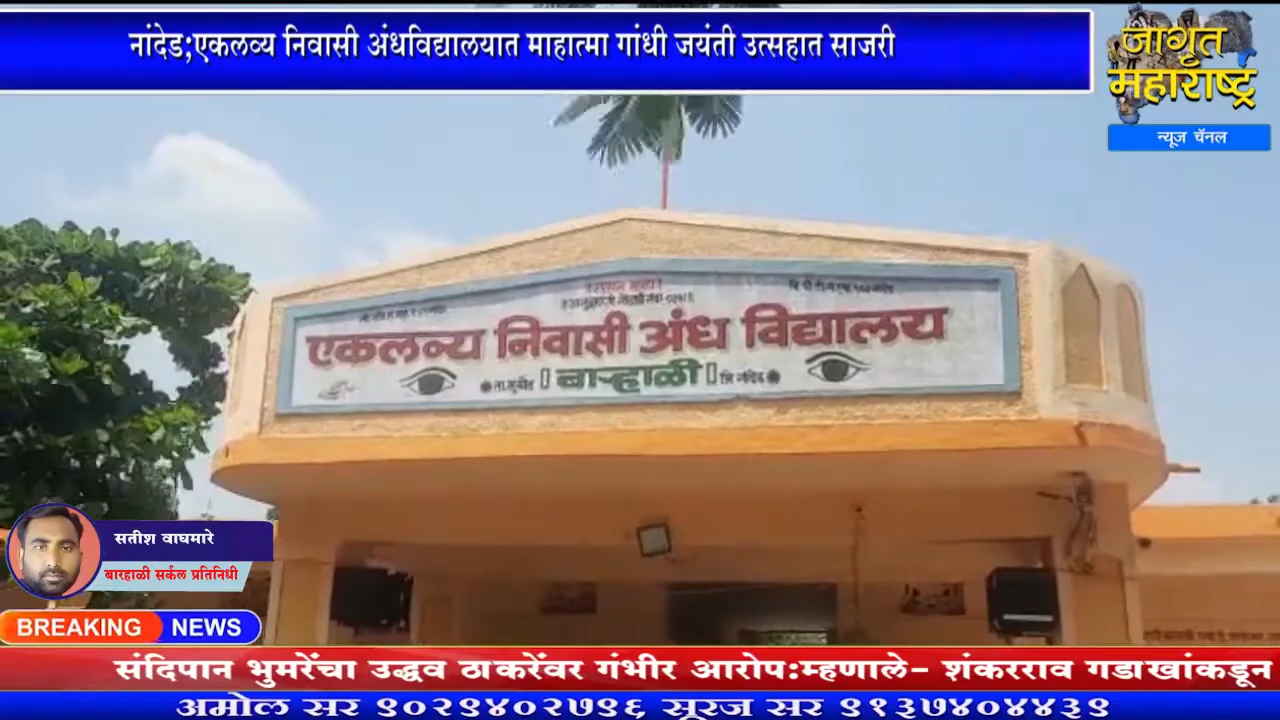 नांदेड;एकलव्य निवासी अंधविद्यालयात माहात्मा गांधी जयंती उत्सहात साजरी
जागृत
महाराष्ट्र
न्यूज चॅनल
एकलव्य निवासी अंध विद्यालय
ता.मुखेड बाऱ्हाळी जि नांदेड
सतीश वाघमारे
बारहाळी सर्कल प्रतिनिधी
BREAKING NEWS
संदिपान भुमरेंचा उद्धव ठाकरेंवर गंभीर आरोप:म्हणाले- शंकरराव गडाखांकडून
अमोल सर ९०२९४०२७९६ सूरज सर ९१३७४०४४३९